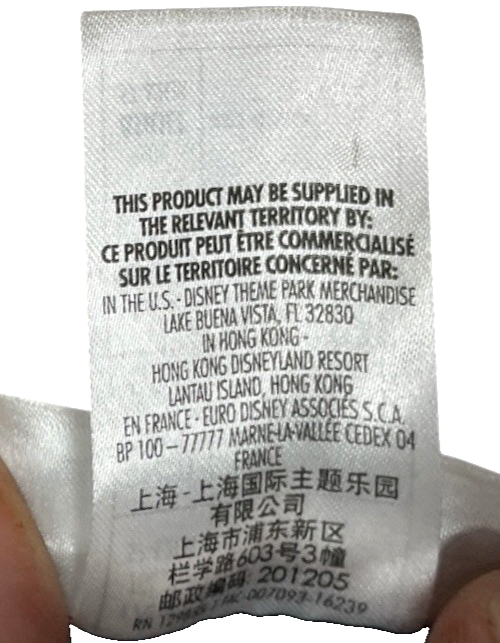 THIS PRODUCT MAY BE SUPPLIED IN
THE RELEVANT TERRITORY BY:
CE PRODUIT PEUT ÊTRE COMMERCIALISÉ
SUR LE TERRITOIRE CONCERNÉ PAR:
IN THE U.S. - DISNEY THEME PARK MERCHANDISE
LAKE BUENA VISTA, FL 32830
IN HONG KONG -
HONG KONG DISNEYLAND RESORT
LANTAU ISLAND, HONG KONG
EN FRANCE - EURO DISNEY ASSOCIÉS S.C.A.
BP 100 – 77777 MARNE-LA-VALLÉE CEDEX 04
FRANCE
上海-上海国际主题乐园
有限公司
上海市浦东新区
栏学路603号3幢
邮政编码: 201205
RN 007093-16239